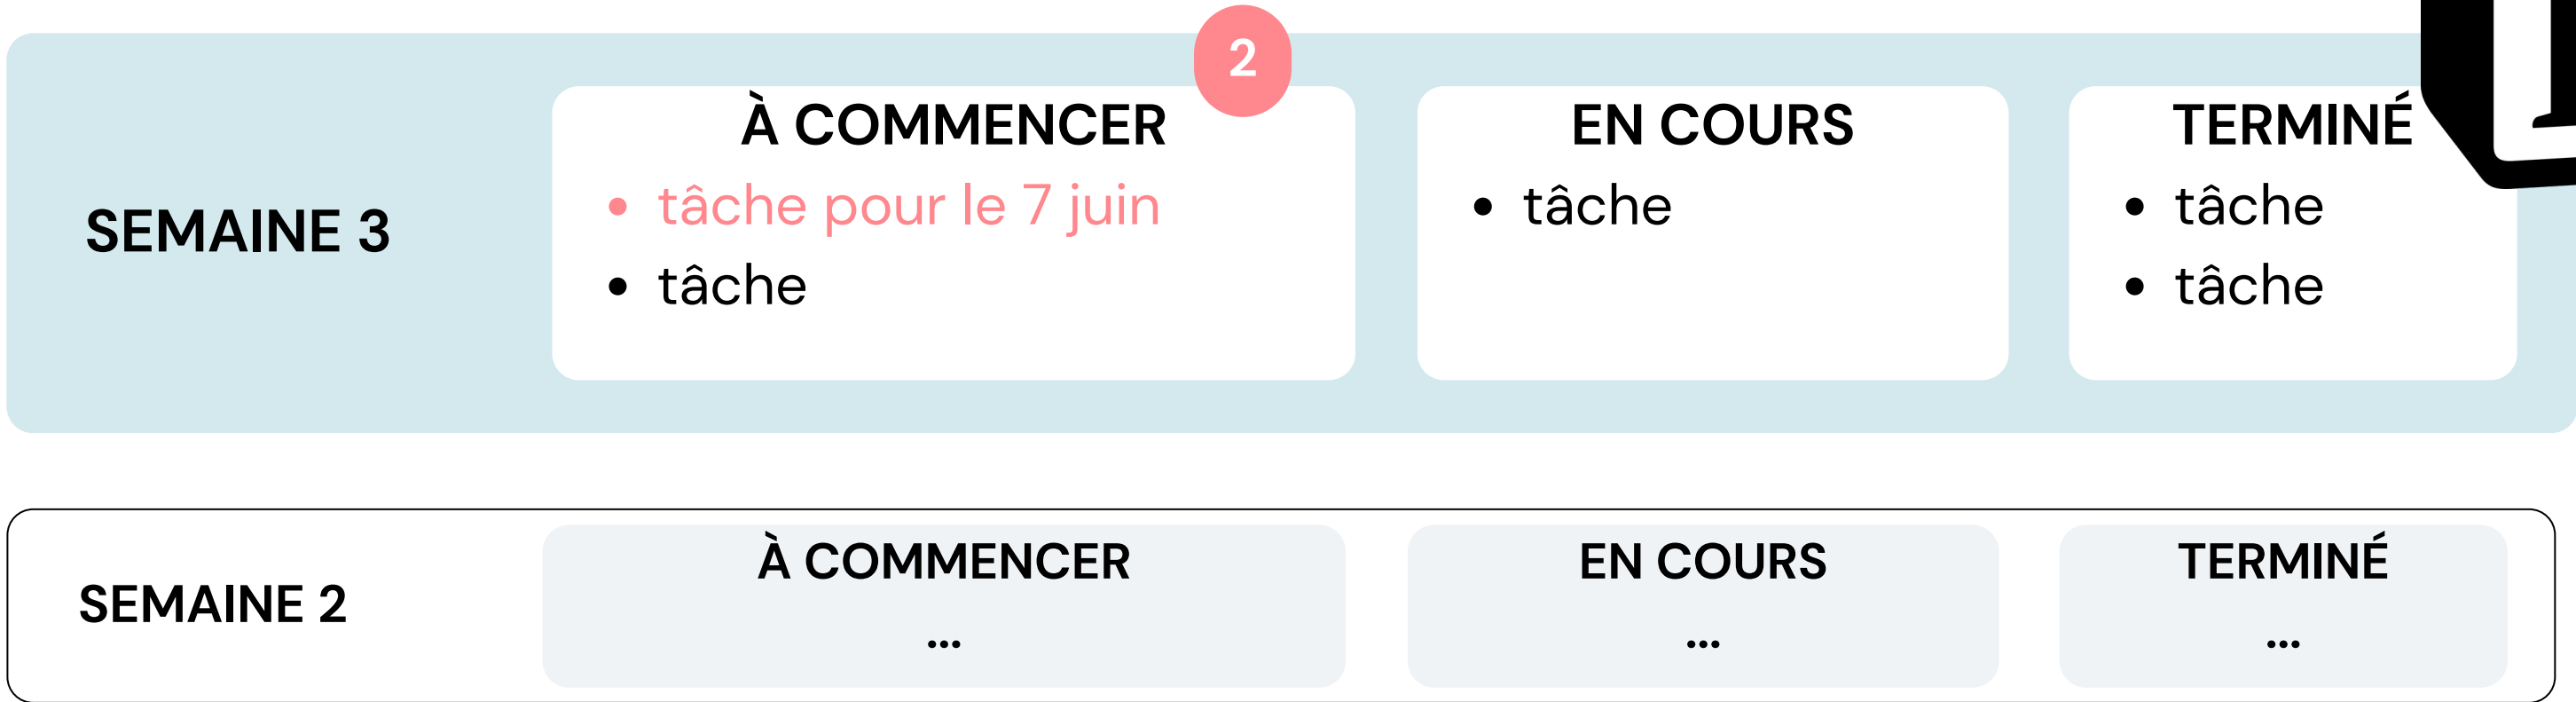 2
À COMMENCER
• tâche pour le 7 juin
• tâche
EN COURS
• tâche
TERMINÉ
• tâche
• tâche
SEMAINE 3
SEMAINE 2
À COMMENCER
...
EN COURS
...
TERMINÉ
...